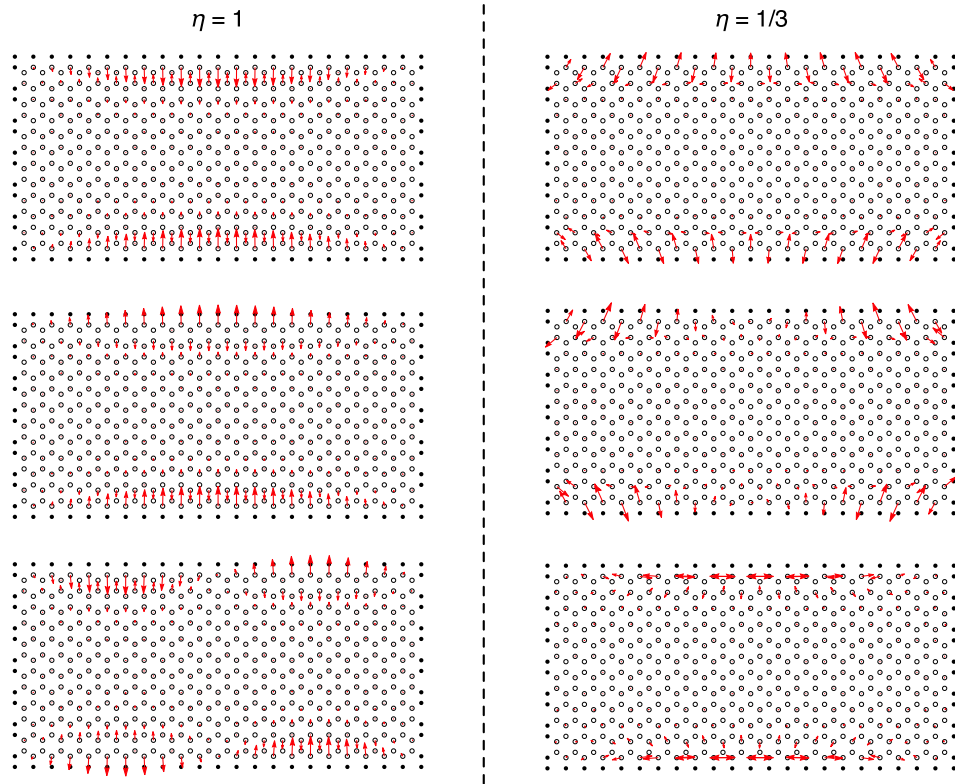 η = 1
η = 1/3